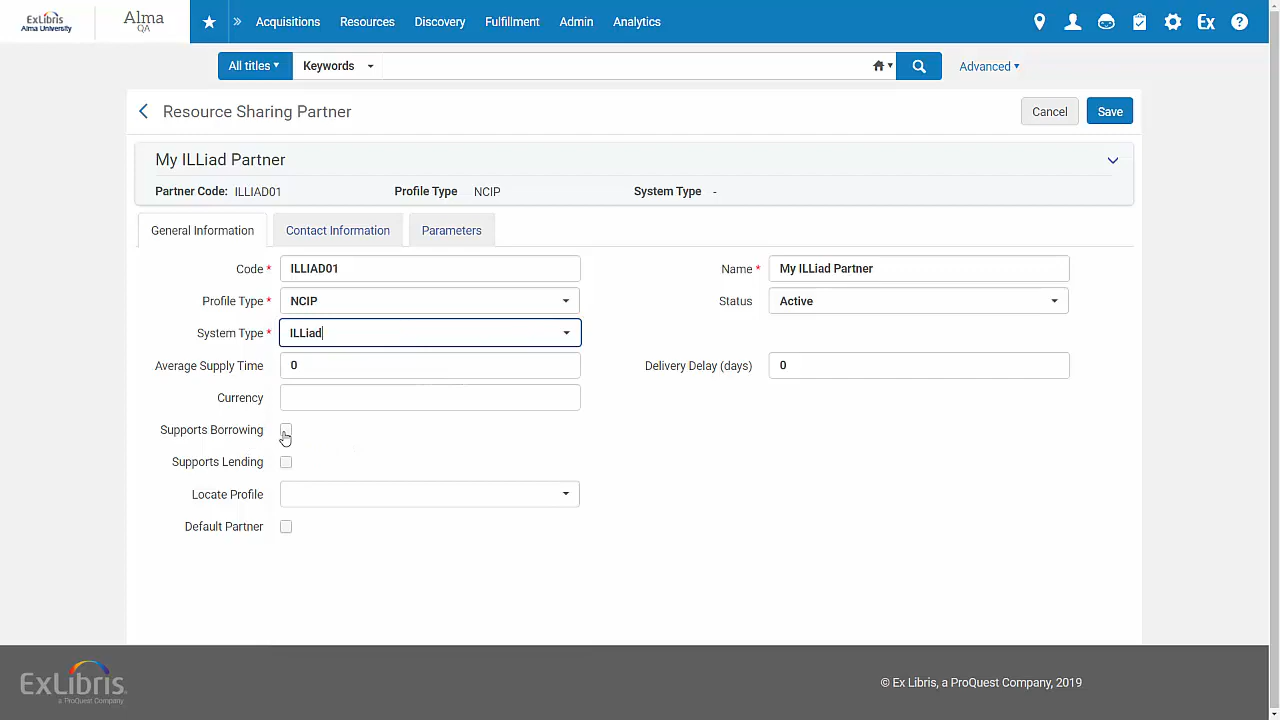 ExLibris
Alma University
Alma
QA
Acquisitions
Resources
Discovery
Fulfillment
Admin
Analytics
Ex
?
All titles
Keywords
Advanced
Resource Sharing Partner
Cancel
Save
My ILLiad Partner
Partner Code: ILLIAD01
Profile Type NCIP
System Type -
General Information
Contact Information
Parameters
Code * ILLIAD01
Name * My ILLiad Partner
Profile Type * NCIP
Status Active
System Type * ILLiad
Average Supply Time 0
Delivery Delay (days) 0
Currency
Supports Borrowing
Supports Lending
Locate Profile
Default Partner
ExLibris
a ProQuest Company
© Ex Libris, a ProQuest Company, 2019